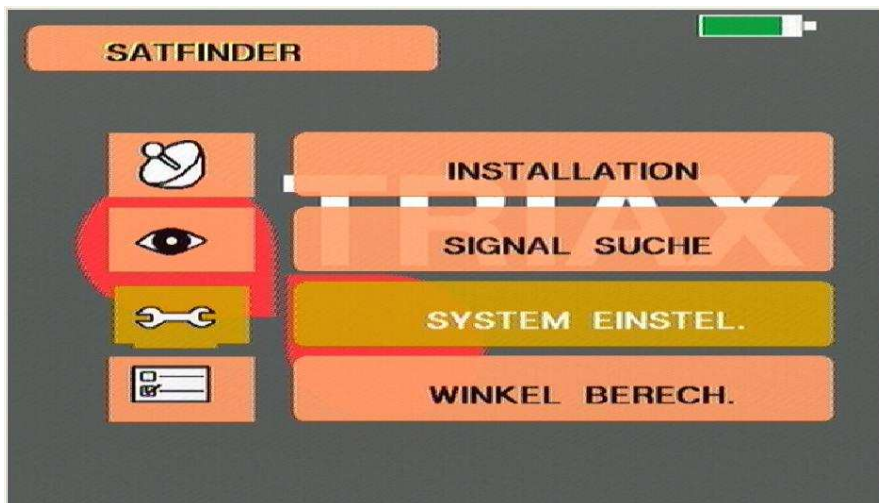 SATFINDER
INSTALLATION
TRIAX
SIGNAL SUCHE
SYSTEM EINSTEL.
WINKEL BERECH.